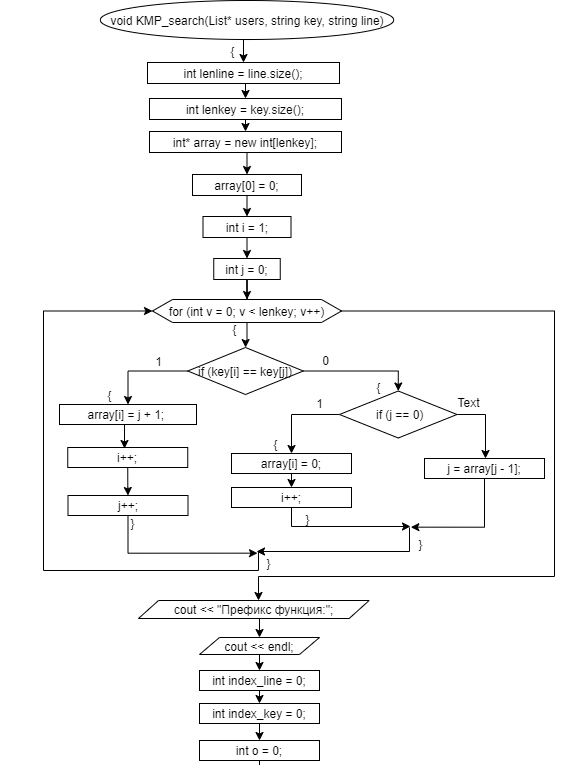 void KMP_search(List* users, string key, string line)
{
int lenline = line.size();
int lenkey = key.size();
int* array = new int[lenkey];
array[0] = 0;
int i = 1;
int j = 0;
for (int v = 0; v < lenkey; v++)
{
if (key[i] == key[j])
1
0
{
array[i] = j + 1;
i++;
j++;
}
{
if (j == 0)
1
Text
{
array[i] = 0;
i++;
}
j = array[j - 1];
}
}
cout << "Префикс функция:";
cout << endl;
int index_line = 0;
int index_key = 0;
int o = 0;